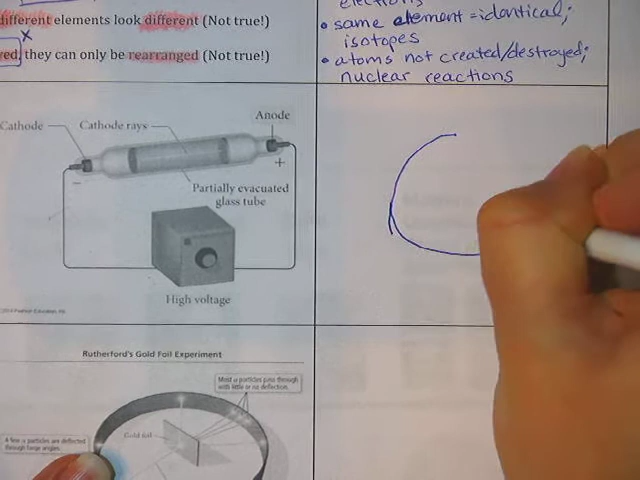 different elements look different (Not true!)
x
red, they can only be rearranged (Not true!)
• same element = identical;
isotopes
• atoms not created/destroyed;
nuclear reactions
Cathode
Cathode rays
Anode
−
+
Partially evacuated
glass tube
High voltage
Rutherford's Gold Foil Experiment
Most α particles pass through
with little or no deflection.
A few α particles are deflected
through large angles.
Gold foil